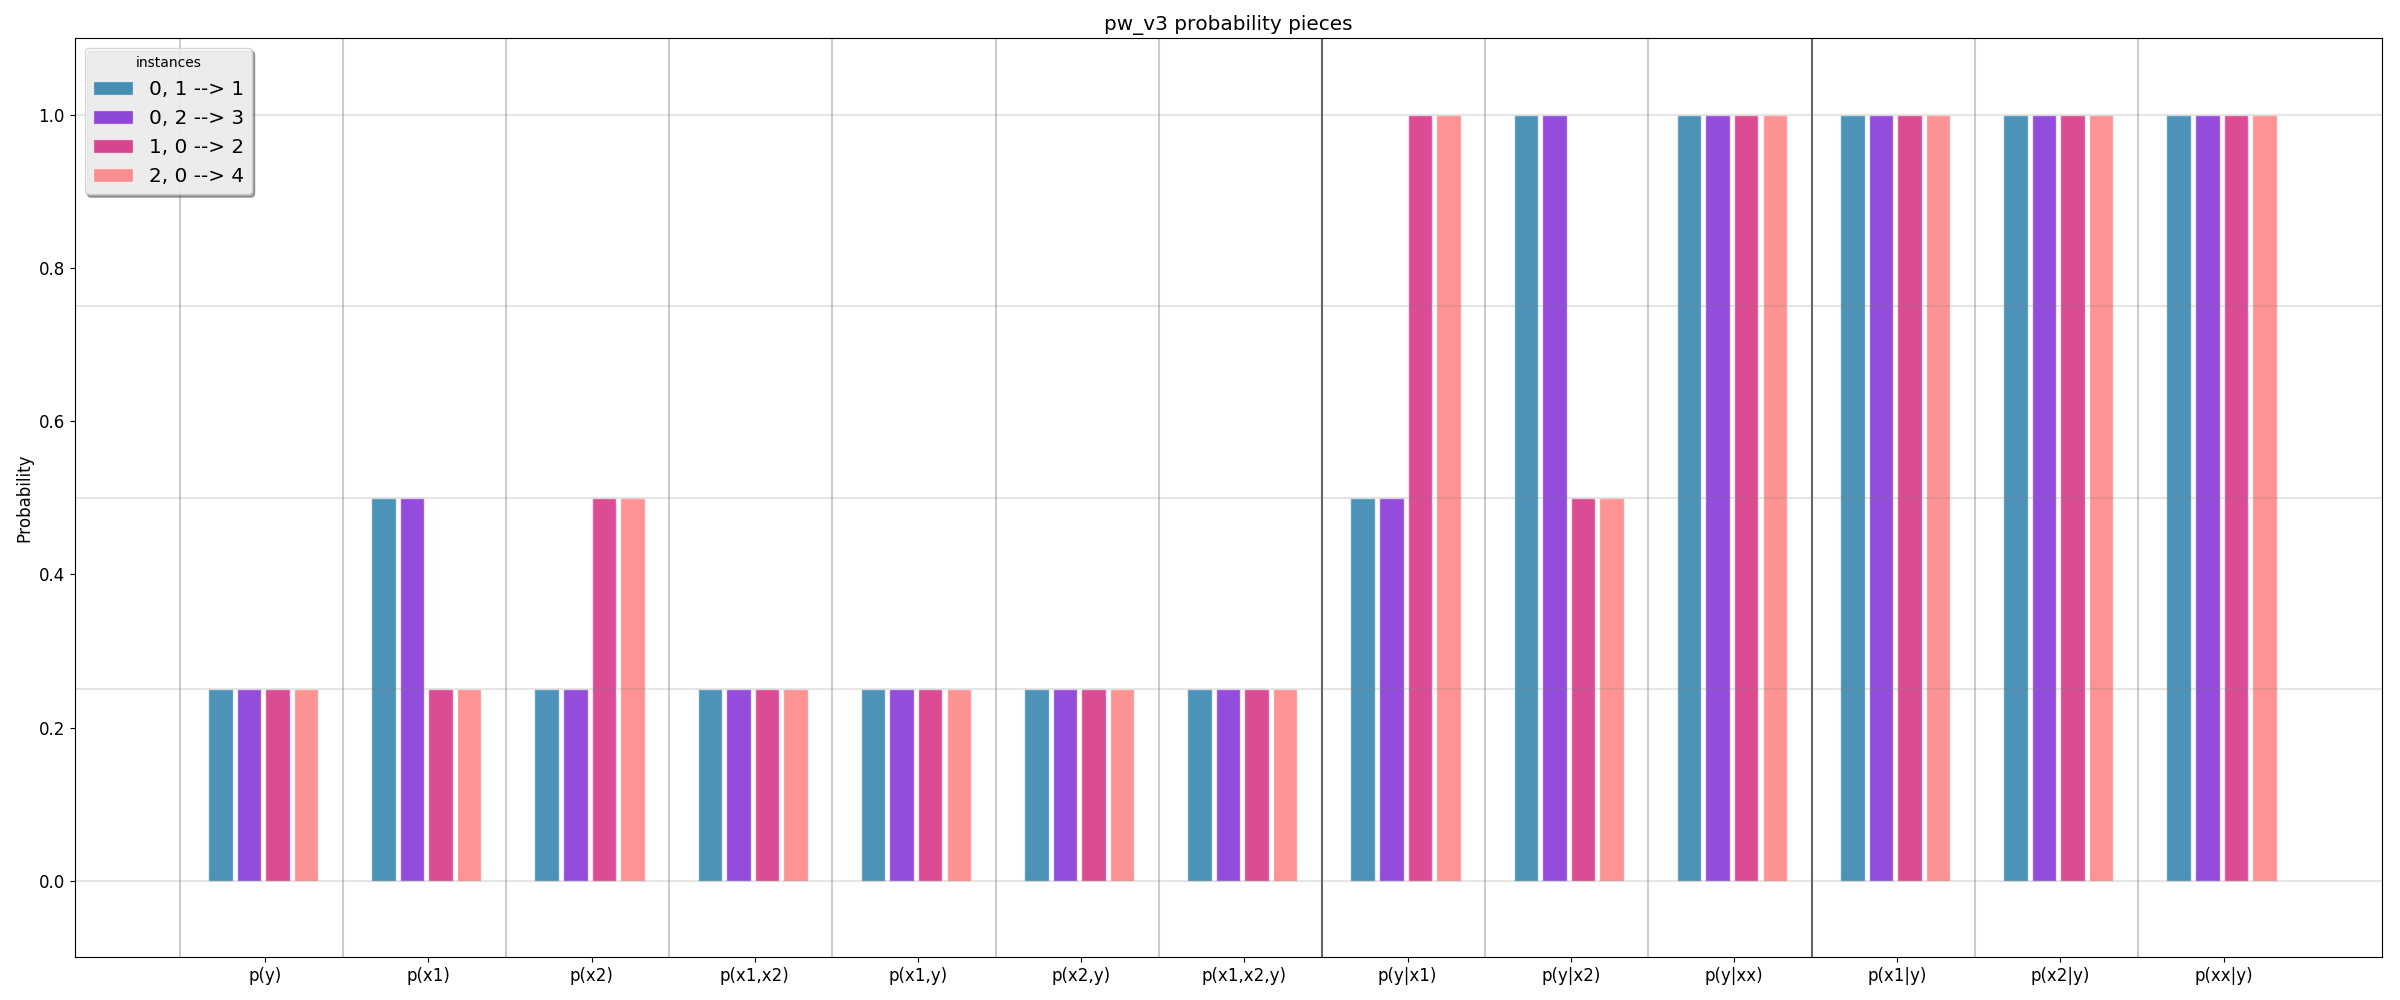 pw_v3 probability pieces
instances
0, 1 --> 1
0, 2 --> 3
1, 0 --> 2
2, 0 --> 4
Probability
1.0
0.8
0.6
0.4
0.2
0.0
p(y) p(x1) p(x2) p(x1,x2) p(x1,y) p(x2,y) p(x1,x2,y) p(y|x1) p(y|x2) p(y|xx) p(x1|y) p(x2|y) p(xx|y)